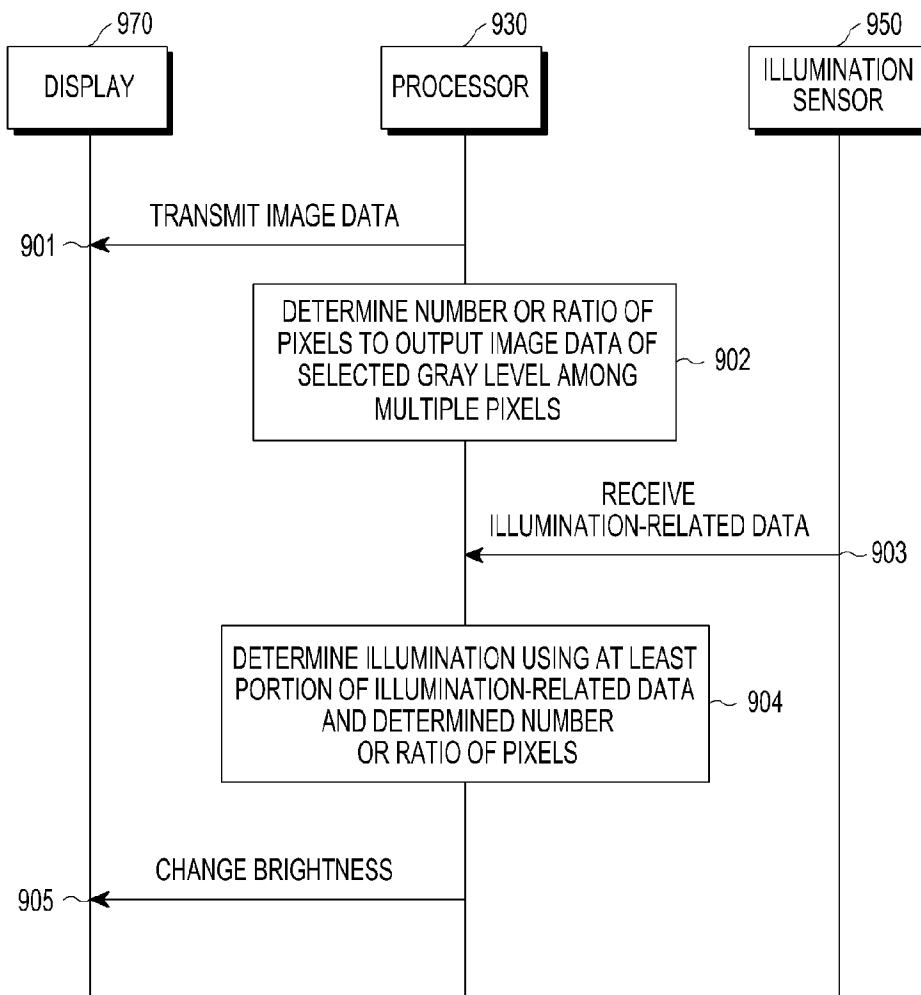 970
930
950
DISPLAY
PROCESSOR
ILLUMINATION
SENSOR
TRANSMIT IMAGE DATA
901
DETERMINE NUMBER OR RATIO OF
PIXELS TO OUTPUT IMAGE DATA OF
SELECTED GRAY LEVEL AMONG
MULTIPLE PIXELS
902
RECEIVE
ILLUMINATION-RELATED DATA
903
DETERMINE ILLUMINATION USING AT LEAST
PORTION OF ILLUMINATION-RELATED DATA
AND DETERMINED NUMBER
OR RATIO OF PIXELS
904
CHANGE BRIGHTNESS
905